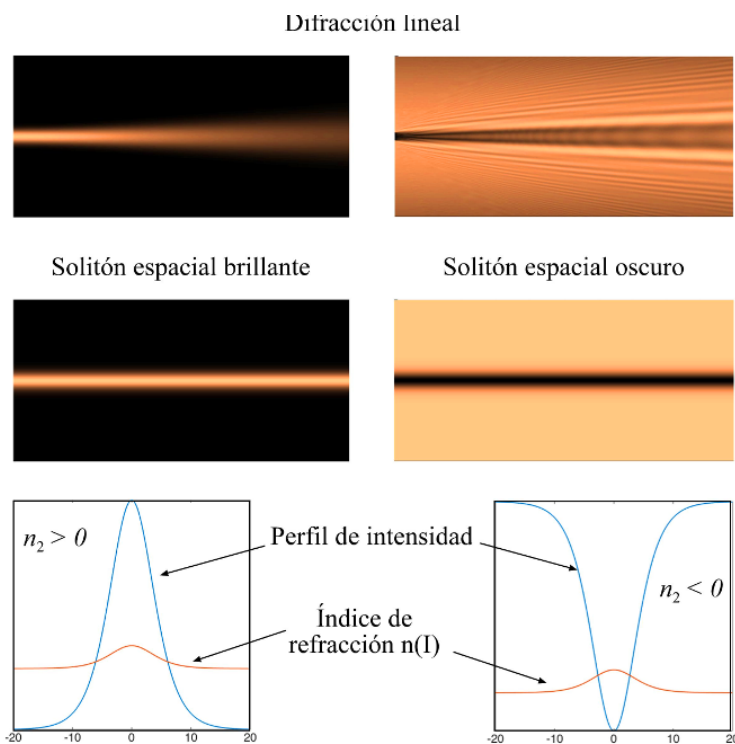 Difracción lineal
Solitón espacial brillante
Solitón espacial oscuro
n₂ > 0
Perfil de intensidad
n₂ < 0
Índice de
refracción n(I)
-20 -10 0 10 20
-20 -10 0 10 20